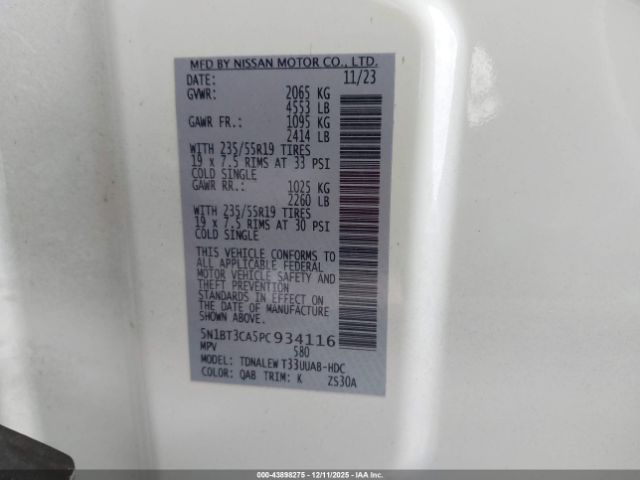 MFD BY NISSAN MOTOR CO., LTD.
DATE: 11/23
GVWR: 2065 KG
4553 LB
GAWR FR.: 1095 KG
2414 LB
WITH 235/55R19 TIRES
19 x 7.5 RIMS AT 33 PSI
COLD SINGLE
GAWR RR.: 1025 KG
2260 LB
WITH 235/55R19 TIRES
19 x 7.5 RIMS AT 30 PSI
COLD SINGLE
THIS VEHICLE CONFORMS TO
ALL APPLICABLE FEDERAL
MOTOR VEHICLE SAFETY AND
THEFT PREVENTION
STANDARDS IN EFFECT ON
THE DATE OF MANUFACTURE
SHOWN ABOVE.
5N1BT3CA5PC934116
MPV 580
MODEL: TDNALEW T33UUAB-HDC
COLOR: QAB TRIM: K ZS30A
000-43898275 - 12/11/2025 - IAA Inc.